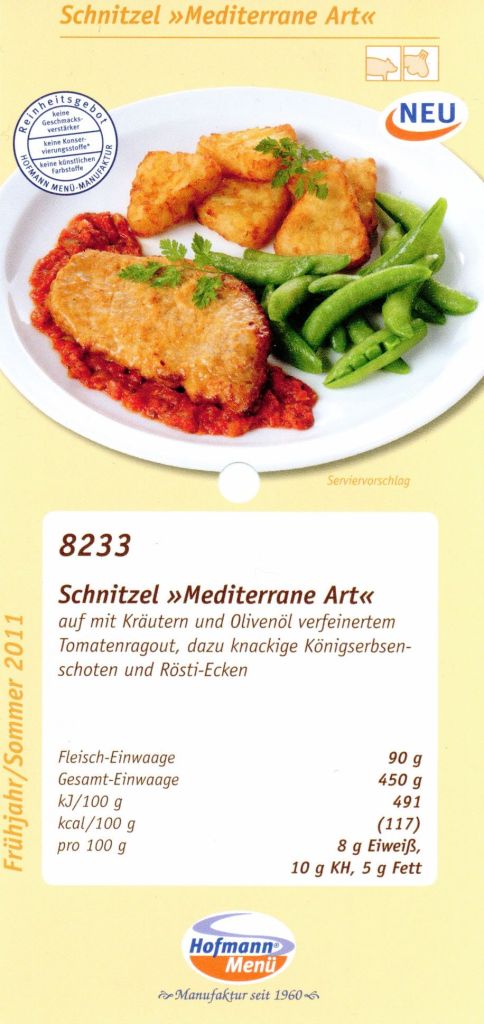 Schnitzel »Mediterrane Art«
NEU
Reinheitsgebot
keine
Geschmacks-
verstärker
keine Konser-
vierungsstoffe*
keine künstlichen
Farbstoffe
HOFMANN MENÜ-MANUFAKTUR
Serviervorschlag
8233
Schnitzel »Mediterrane Art«
auf mit Kräutern und Olivenöl verfeinertem
Tomatenragout, dazu knackige Königserbsen-
schoten und Rösti-Ecken
Fleisch-Einwaage 90 g
Gesamt-Einwaage 450 g
kJ/100 g 491
kcal/100 g (117)
pro 100 g 8 g Eiweiß,
10 g KH, 5 g Fett
Frühjahr/Sommer 2011
Hofmann®
Menü
Manufaktur seit 1960